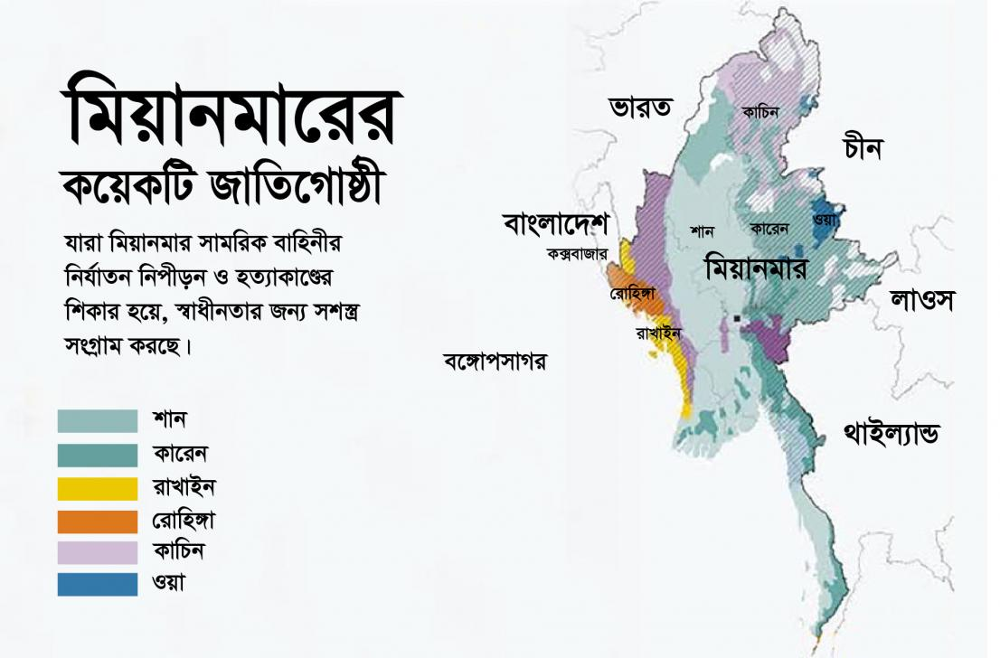 মিয়ানমারের
কয়েকটি জাতিগোষ্ঠী
যারা মিয়ানমার সামরিক বাহিনীর
নির্যাতন নিপীড়ন ও হত্যাকাণ্ডের
শিকার হয়ে, স্বাধীনতার জন্য সশস্ত্র
সংগ্রাম করছে।
শান
কারেন
রাখাইন
রোহিঙ্গা
কাচিন
ওয়া
ভারত
কাচিন
চীন
বাংলাদেশ
কক্সবাজার
শান
কারেন
ওয়া
মিয়ানমার
রোহিঙ্গা
লাওস
রাখাইন
বঙ্গোপসাগর
থাইল্যান্ড